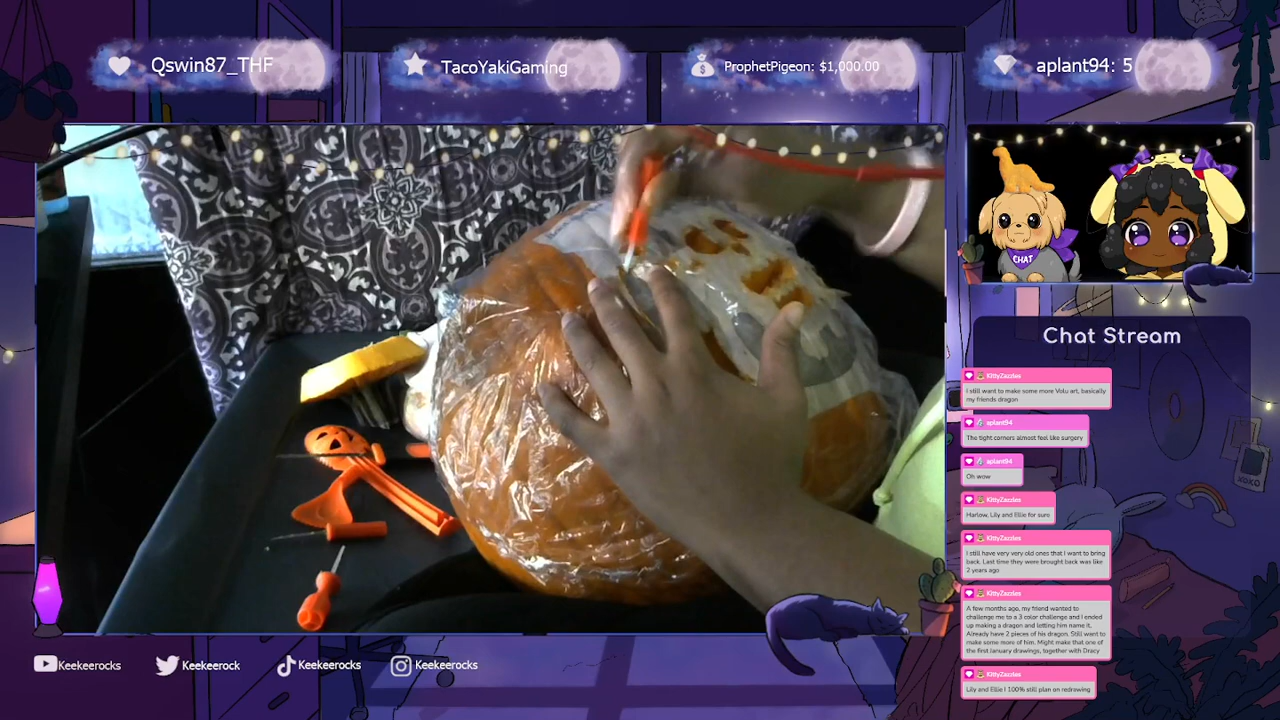 Qswin87_THF
TacoYakiGaming
ProphetPigeon: $1,000.00
aplant94: 5
CHAT
Chat Stream
KittyZazzles
I still want to make some more Volu art, basically
my friends dragon
aplant94
The tight corners almost feel like surgery
aplant94
Oh wow
KittyZazzles
Harlow, Lily and Ellie for sure
KittyZazzles
I still have very very old ones that I want to bring
back. Last time they were brought back was like
2 years ago
KittyZazzles
A few months ago, my friend wanted to
challenge me to a 3 color challenge and I ended
up making a dragon and letting him name it.
Already have 2 pieces of his dragon. Still want to
make some more of him. Might make that one of
the first January drawings, together with Dracy
KittyZazzles
Lily and Ellie I 100% still plan on redrawing
XOXO
Keekeerocks
Keekeerock
Keekeerocks
Keekeerocks